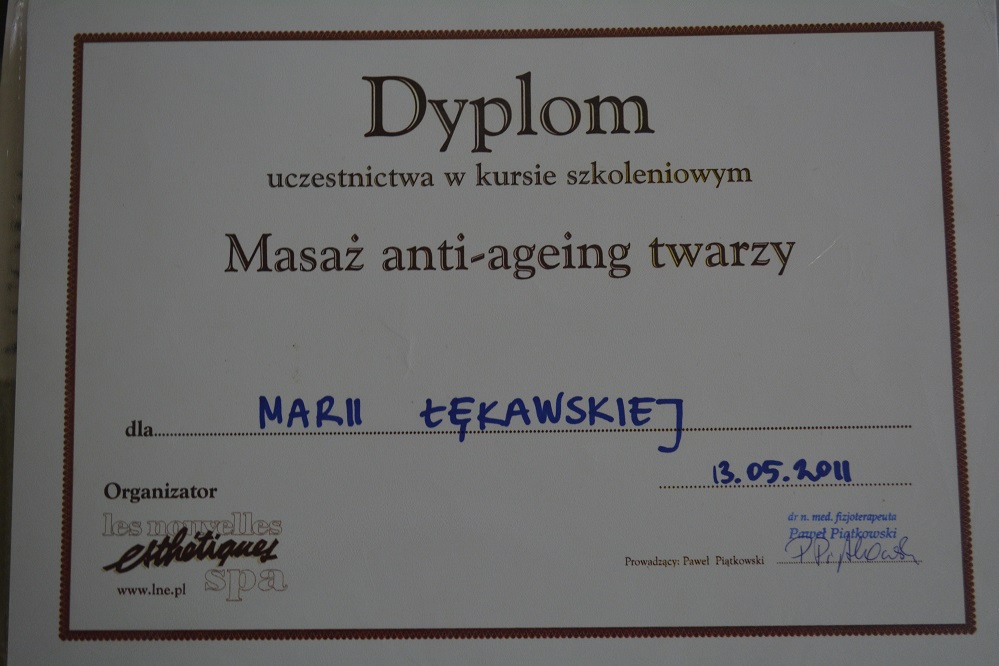 Dyplom
uczestnictwa w kursie szkoleniowym
Masaż anti-ageing twarzy
dla MARII ŁĘKAWSKIEJ
13.05.2011
Organizator
les nouvelles
esthétiques
spa
www.lne.pl
dr n. med. fizjoterapeuta
Paweł Piątkowski
Prowadzący: Paweł Piątkowski